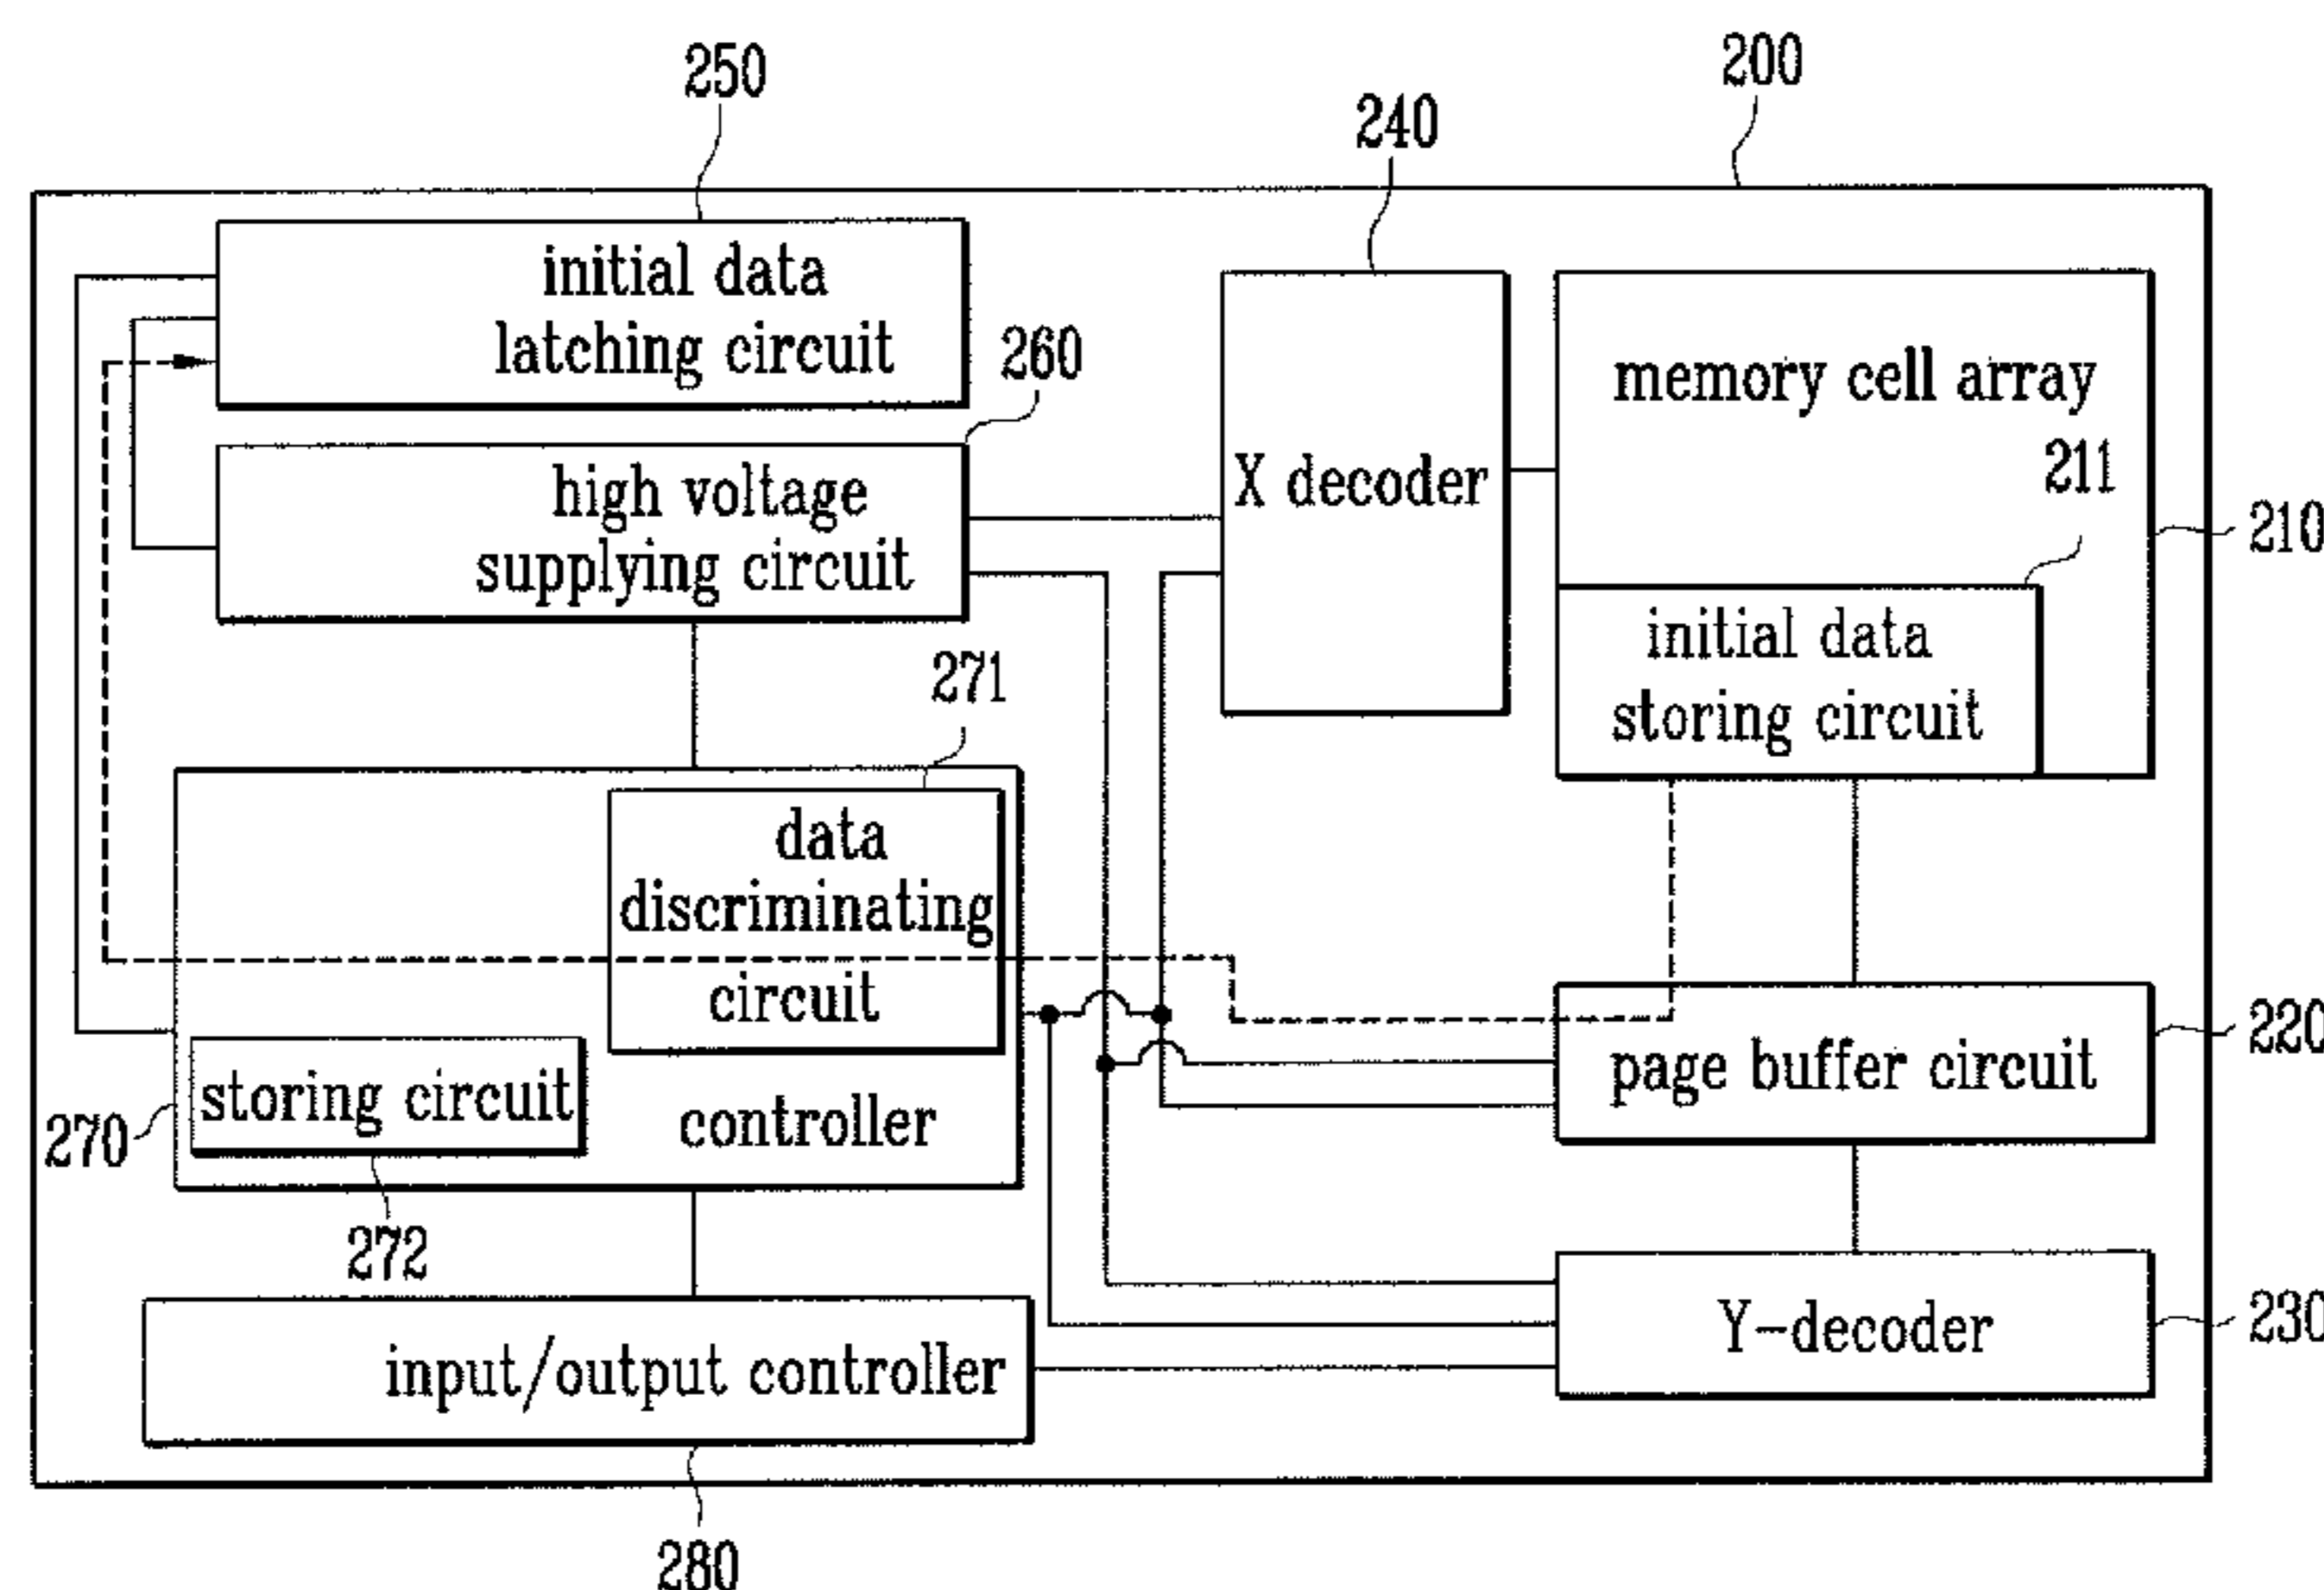 250
200
240
initial data
latching circuit
260
high voltage
supplying circuit
X decoder
memory cell array
211
210
initial data
storing circuit
271
data
discriminating
circuit
storing circuit
controller
270
272
page buffer circuit
220
Y-decoder
230
input/output controller
280